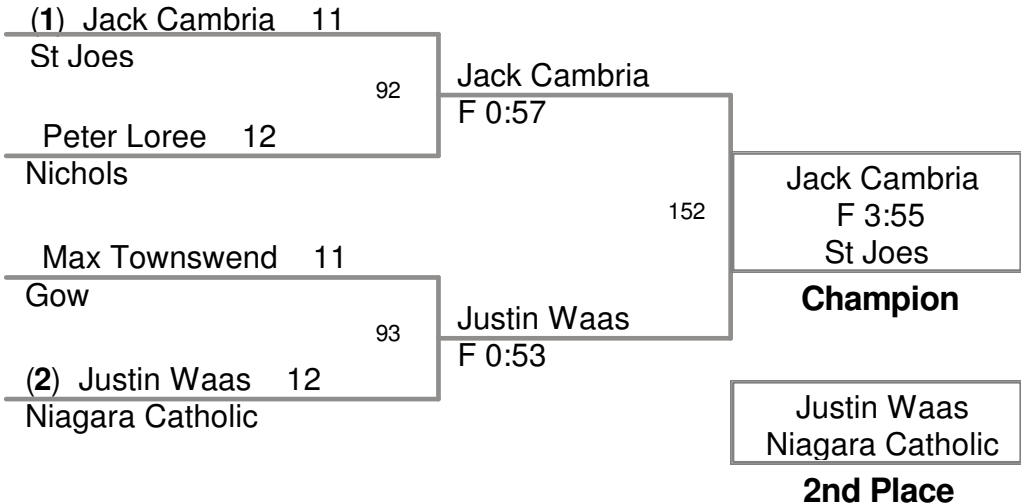 (1) Jack Cambria 11
St Joes
92
Peter Loree 12
Nichols
Jack Cambria
F 0:57
Max Townswend 11
Gow
93
(2) Justin Waas 12
Niagara Catholic
Justin Waas
F 0:53
152
Jack Cambria
F 3:55
St Joes
Champion
Justin Waas
Niagara Catholic
2nd Place